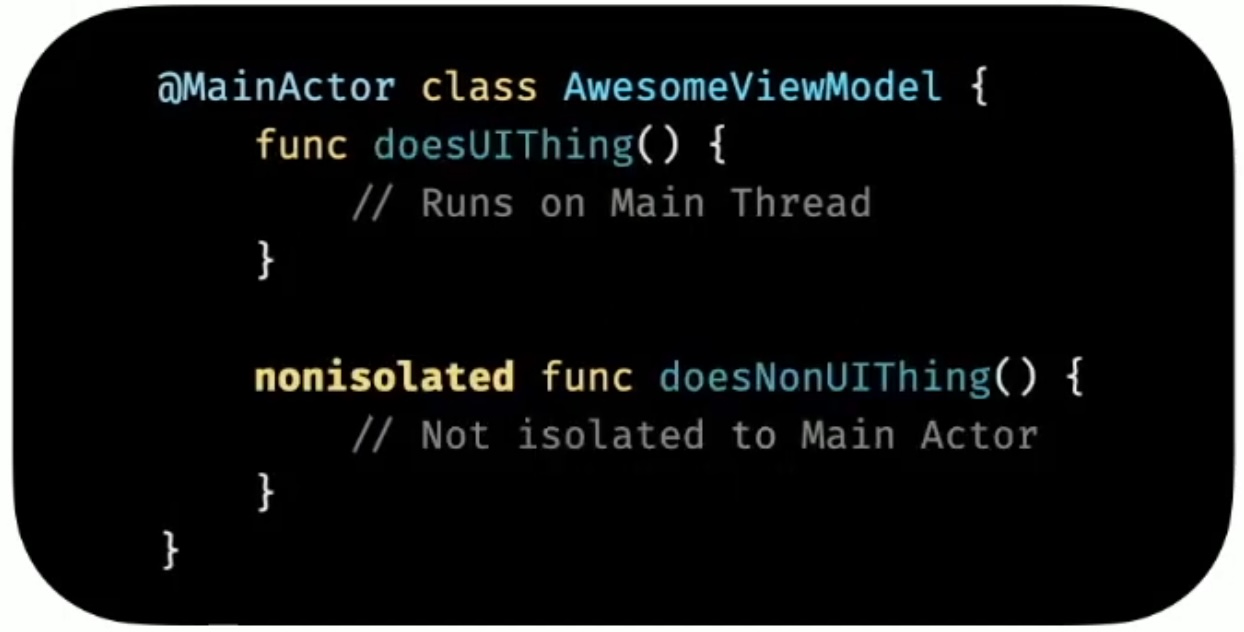 @MainActor class AwesomeViewModel {
func doesUIThing() {
// Runs on Main Thread
}
nonisolated func doesNonUIThing() {
// Not isolated to Main Actor
}
}